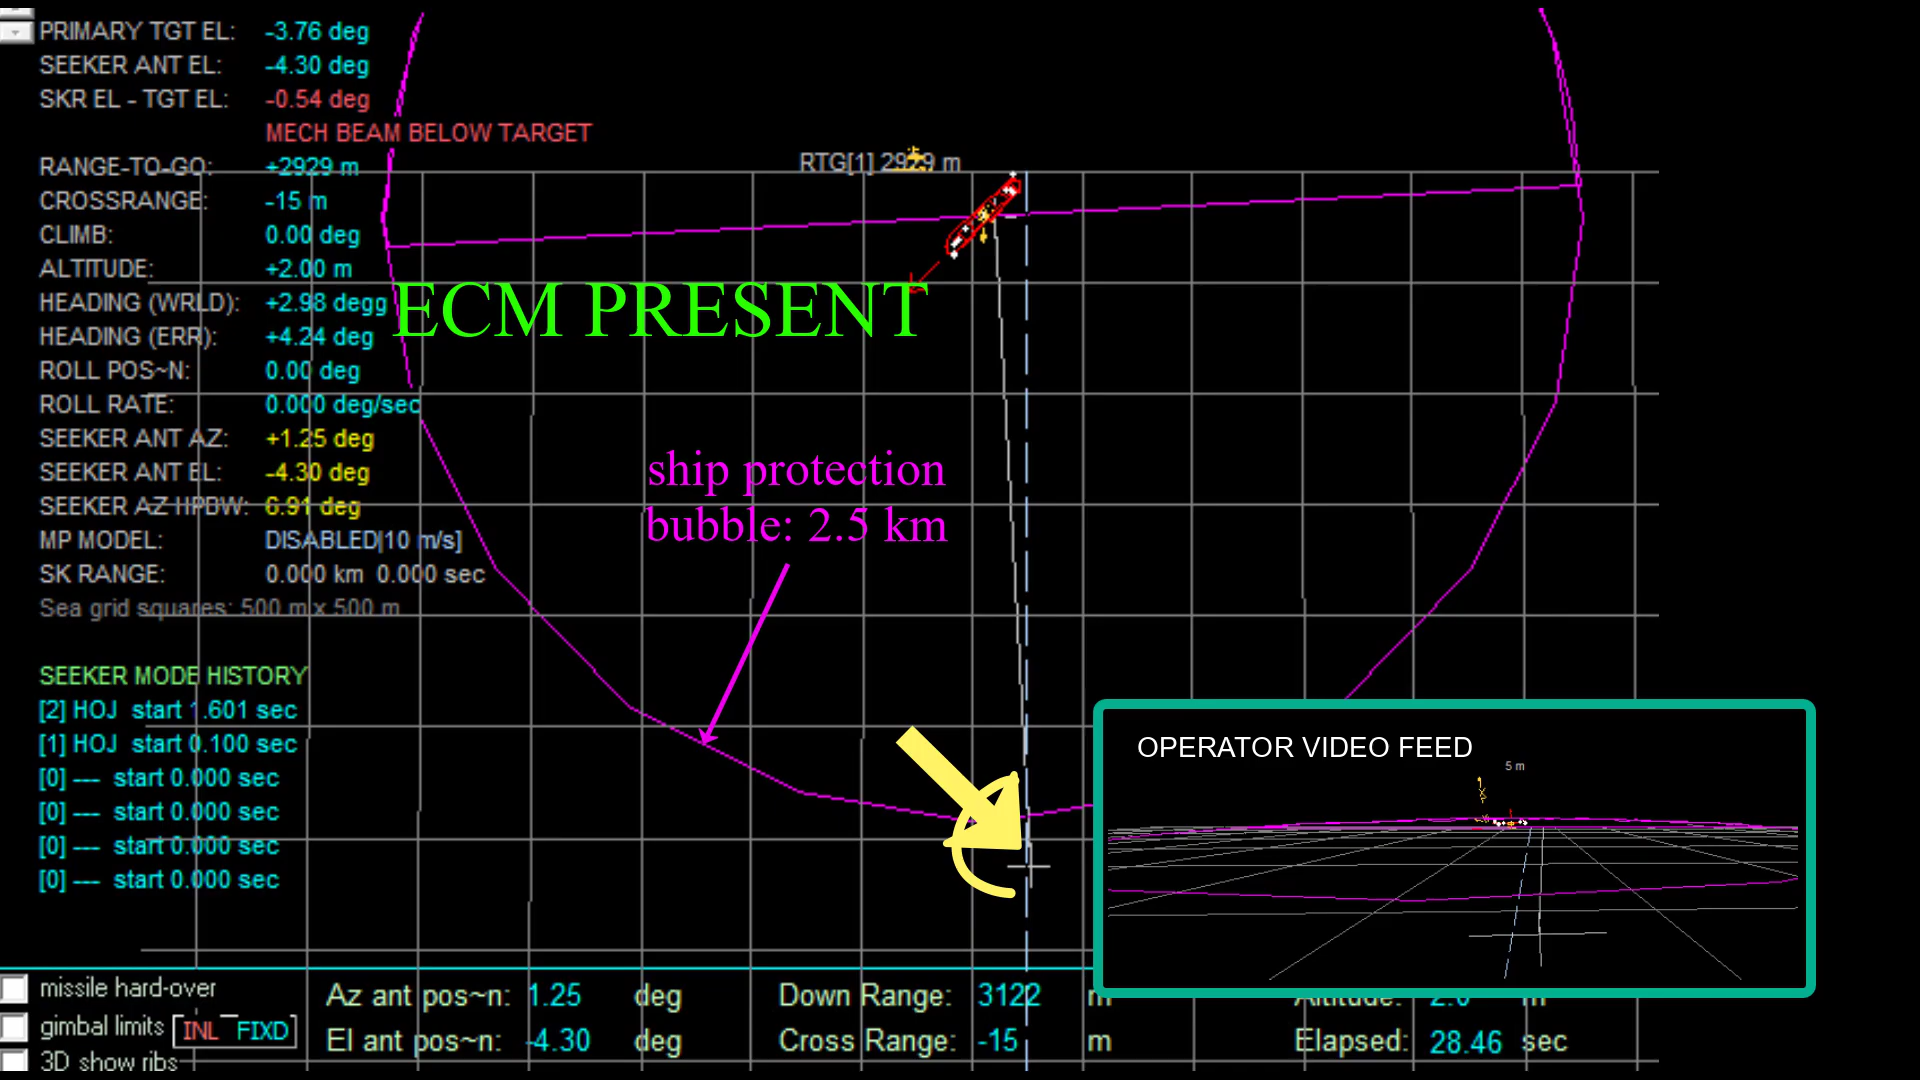 PRIMARY TGT EL: -3.76 deg
SEEKER ANT EL: -4.30 deg
SKR EL - TGT EL: -0.54 deg
MECH BEAM BELOW TARGET
RANGE-TO-GO: +2929 m
RTG[1] 2929 m
CROSSRANGE: -15 m
CLIMB: 0.00 deg
ALTITUDE: +2.00 m
HEADING (WRLD): +2.98 degg
ECM PRESENT
HEADING (ERR): +4.24 deg
ROLL POS~N: 0.00 deg
ROLL RATE: 0.000 deg/sec
SEEKER ANT AZ: +1.25 deg
SEEKER ANT EL: -4.30 deg
SEEKER AZ HPBW: 6.91 deg
MP MODEL: DISABLED|10 m/s]
SK RANGE: 0.000 km 0.000 sec
Sea grid squares: 500 m x 500 m
ship protection
bubble: 2.5 km
SEEKER MODE HISTORY
[2] HOJ start 1.601 sec
[1] HOJ start 0.100 sec
[0] --- start 0.000 sec
[0] --- start 0.000 sec
[0] --- start 0.000 sec
[0] --- start 0.000 sec
OPERATOR VIDEO FEED
5 m
missile hard-over
gimbal limits [INL FIXD]
3D show ribs
Az ant pos~n: 1.25 deg
Down Range: 3122 m
Altitude: 2.0 m
El ant pos~n: -4.30 deg
Cross Range: -15 m
Elapsed: 28.46 sec